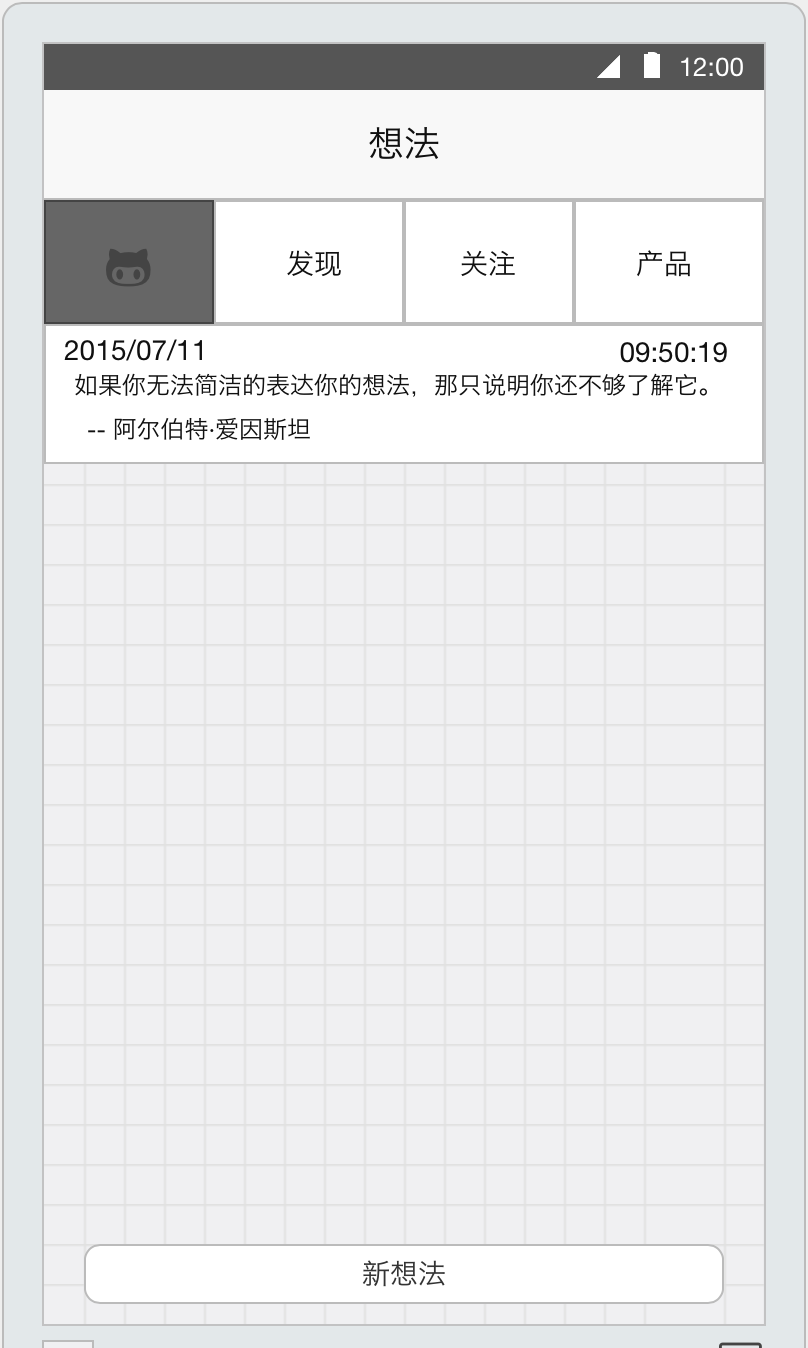 12:00
想法
发现 关注 产品
2015/07/11 09:50:19
如果你无法简洁的表达你的想法，那只说明你还不够了解它。
-- 阿尔伯特·爱因斯坦
新想法